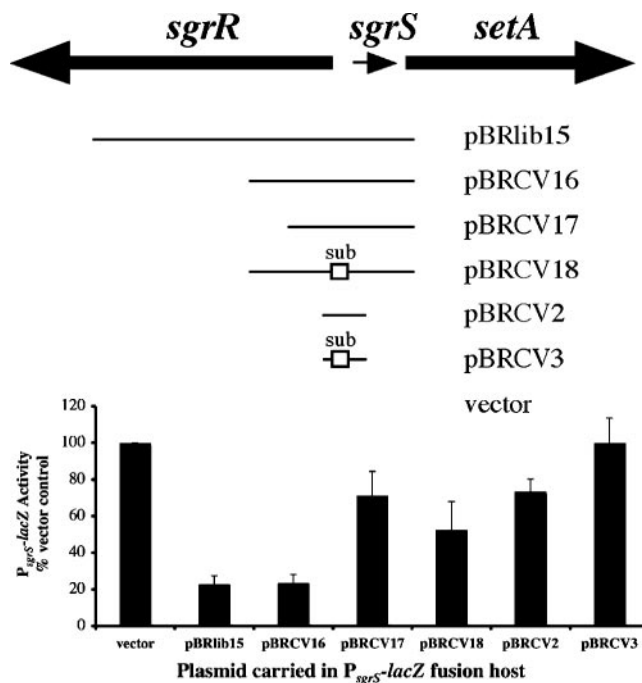 sgrR sgrS setA
pBRlib15
pBRCV16
pBRCV17
sub
pBRCV18
pBRCV2
sub
pBRCV3
vector
120
100
80
60
40
20
0
PsgrS-lacZ Activity
% vector control
vector pBRlib15 pBRCV16 pBRCV17 pBRCV18 pBRCV2 pBRCV3
Plasmid carried in PsgrS-lacZ fusion host